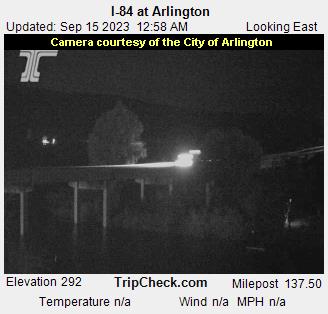 I-84 at Arlington
Updated: Sep 15 2023 12:58 AM Looking East
Camera courtesy of the City of Arlington
Elevation 292 TripCheck.com Milepost 137.50
Temperature n/a Wind n/a MPH n/a